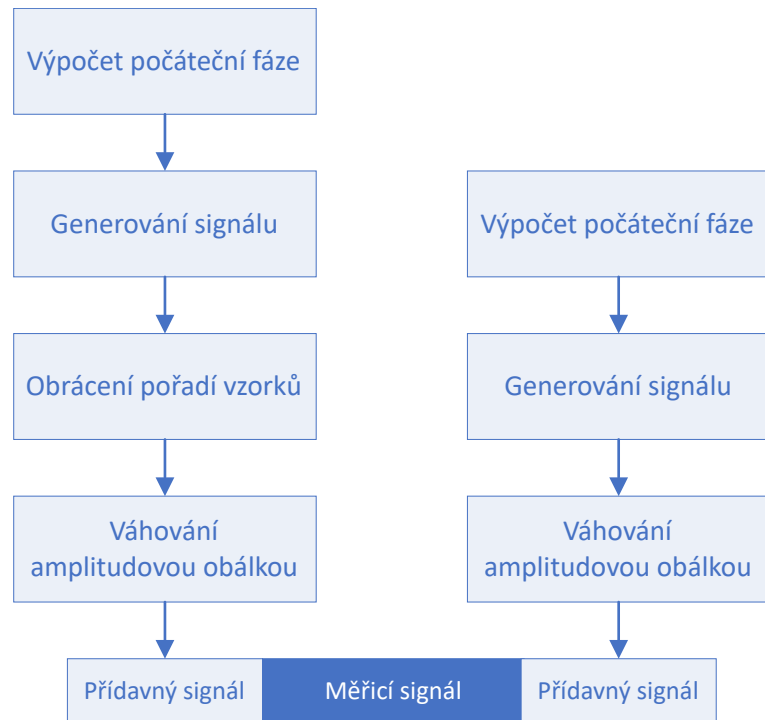 Výpočet počáteční fáze
Generování signálu
Obrácení pořadí vzorků
Váhování
amplitudovou obálkou
Výpočet počáteční fáze
Generování signálu
Váhování
amplitudovou obálkou
Přídavný signál
Měřicí signál
Přídavný signál